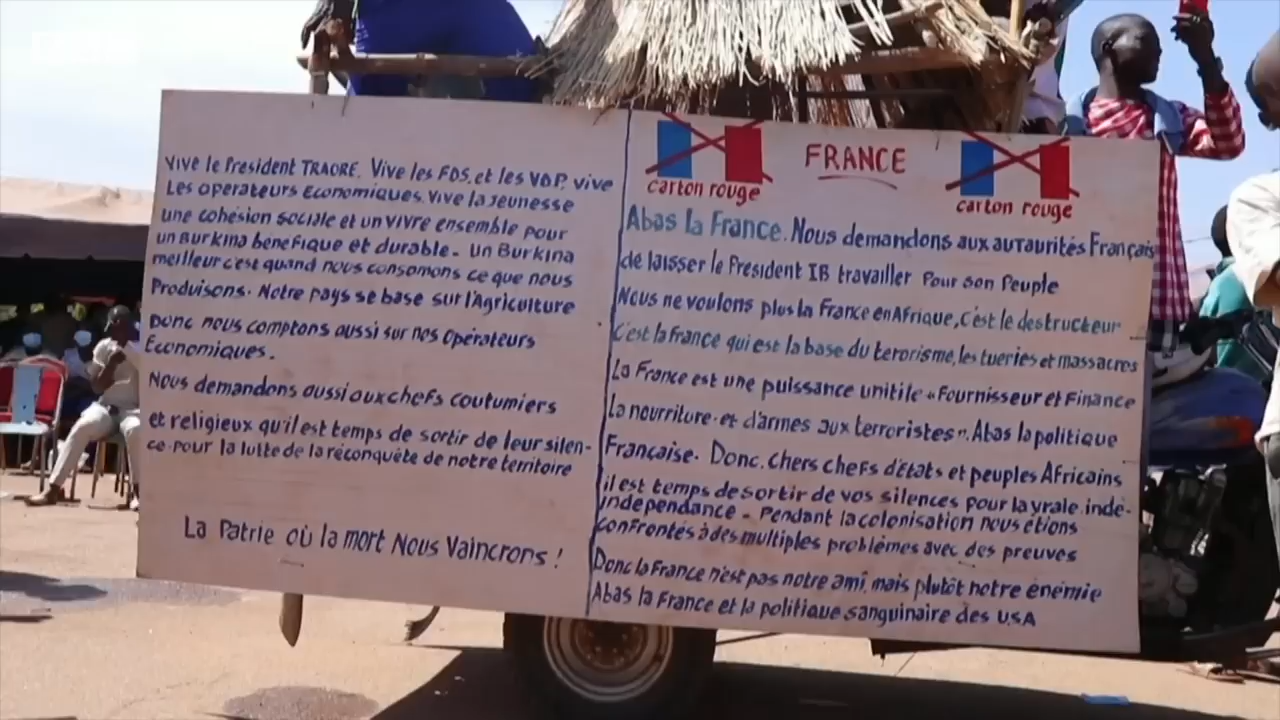 Vive le President TRAORE. Vive les FDS, et les VDP, vive
Les operateurs Economiques. Vive la Jeunesse
une cohésion sociale et un vivre ensemble pour
un Burkina benefique et durable - un Burkina
meilleur c'est quand nous consomons ce que nous
Produisons. Notre pays se base sur l'Agriculture
Donc nous comptons aussi sur nos Opérateurs
Economiques.
Nous demandons aussi aux chefs coutumiers
et religieux qu'il est temps de sortir de leur silen-
ce pour la lutte de la réconquête de notre territoire
La Patrie où la mort Nous Vaincrons !
FRANCE
carton rouge
carton rouge
Abas la France. Nous demandons aux autaurités Français
de laisser le President IB travailler Pour son Peuple
Nous ne voulons plus la France en Afrique, c'est le destructeur
C'est la france qui est la base du terorisme, les tueries et massacres
La France est une puissance unitile "Fournisseur et Finance
La nourriture et d'armes aux terroristes". Abas la politique
Française. Donc, chers chefs d'Etats et peuples Africains
il est temps de sortir de vos silences pour la vraie indé-
independance - Pendant la colonisation nous étions
confrontés à des multiples problèmes avec des preuves
Donc la France n'est pas notre ami, mais plutôt notre énémie
Abas la France et la politique sanguinaire des USA